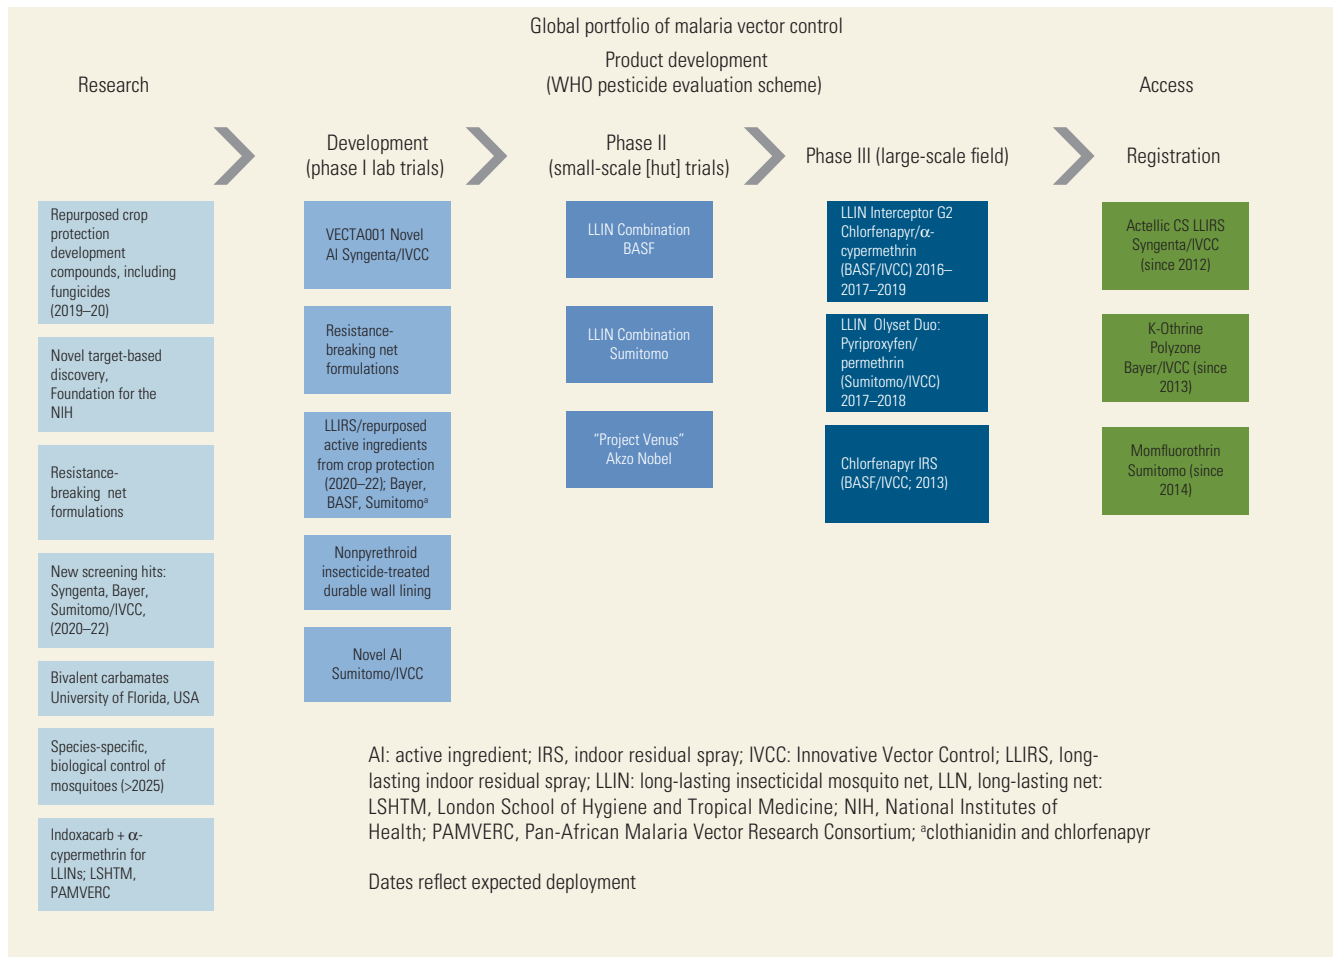 Global portfolio of malaria vector control
Research
Product development
(WHO pesticide evaluation scheme)
Access
Development
(phase I lab trials)
Phase II
(small-scale [hut] trials)
Phase III (large-scale field)
Registration
Repurposed crop
protection
development
compounds, including
fungicides
(2019–20)
Novel target-based
discovery,
Foundation for the
NIH
Resistance-
breaking net
formulations
New screening hits:
Syngenta, Bayer,
Sumitomo/IVCC,
(2020–22)
Bivalent carbamates
University of Florida, USA
Species-specific,
biological control of
mosquitoes (>2025)
Indoxacarb + α-
cypermethrin for
LLINs; LSHTM,
PAMVERC
VECTA001 Novel
AI Syngenta/IVCC
Resistance-
breaking net
formulations
LLIRS/repurposed
active ingredients
from crop protection
(2020–22); Bayer,
BASF, Sumitomoᵃ
Nonpyrethroid
insecticide-treated
durable wall lining
Novel AI
Sumitomo/IVCC
LLIN Combination
BASF
LLIN Combination
Sumitomo
“Project Venus”
Akzo Nobel
LLIN Interceptor G2
Chlorfenapyr/α-
cypermethrin
(BASF/IVCC) 2016–
2017–2019
LLIN Olyset Duo:
Pyriproxyfen/
permethrin
(Sumitomo/IVCC)
2017–2018
Chlorfenapyr IRS
(BASF/IVCC; 2013)
Actellic CS LLIRS
Syngenta/IVCC
(since 2012)
K-Othrine
Polyzone
Bayer/IVCC (since
2013)
Momfluorothrin
Sumitomo (since
2014)
AI: active ingredient; IRS, indoor residual spray; IVCC: Innovative Vector Control; LLIRS, long-
lasting indoor residual spray; LLIN: long-lasting insecticidal mosquito net, LLN, long-lasting net:
LSHTM, London School of Hygiene and Tropical Medicine; NIH, National Institutes of
Health; PAMVERC, Pan-African Malaria Vector Research Consortium; ᵃclothianidin and chlorfenapyr
Dates reflect expected deployment